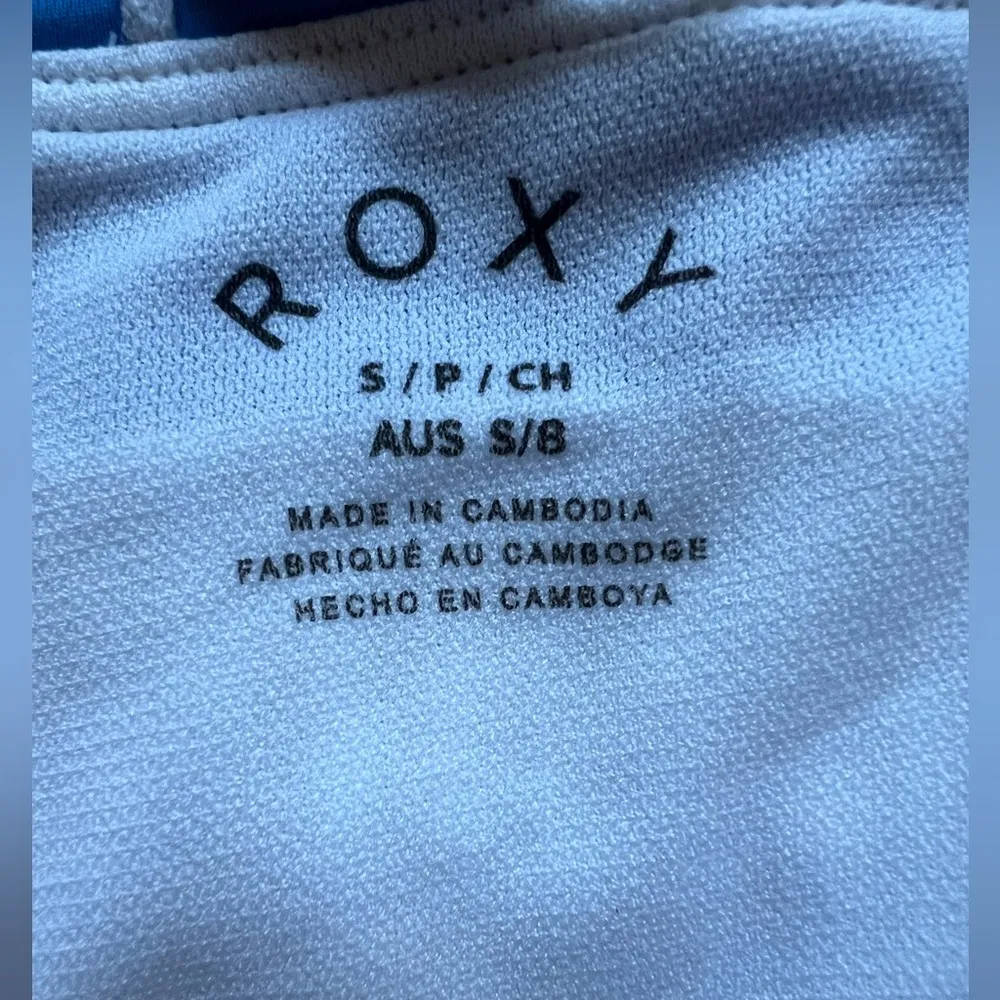 ROXY
S / P / CH
AUS S/8
MADE IN CAMBODIA
FABRIQUÉ AU CAMBODGE
HECHO EN CAMBOYA